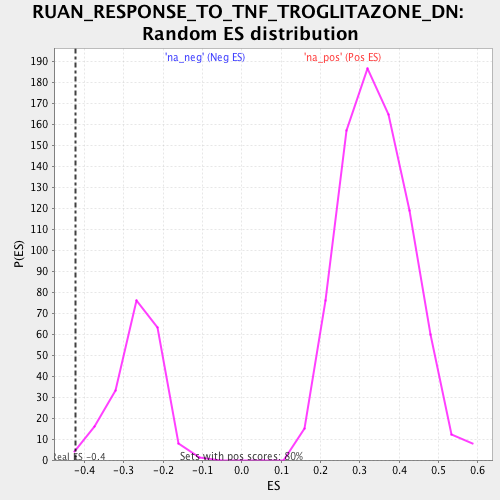 RUAN_RESPONSE_TO_TNF_TROGLITAZONE_DN:
Random ES distribution
'na_neg' (Neg ES) 'na_pos' (Pos ES)
190
180
170
160
150
140
130
120
110
100
90
80
70
60
50
40
30
20
10
0
P(ES)
Real ES -0.4 Sets with pos scores: 80%
-0.4 -0.3 -0.2 -0.1 0.0 0.1 0.2 0.3 0.4 0.5 0.6
ES